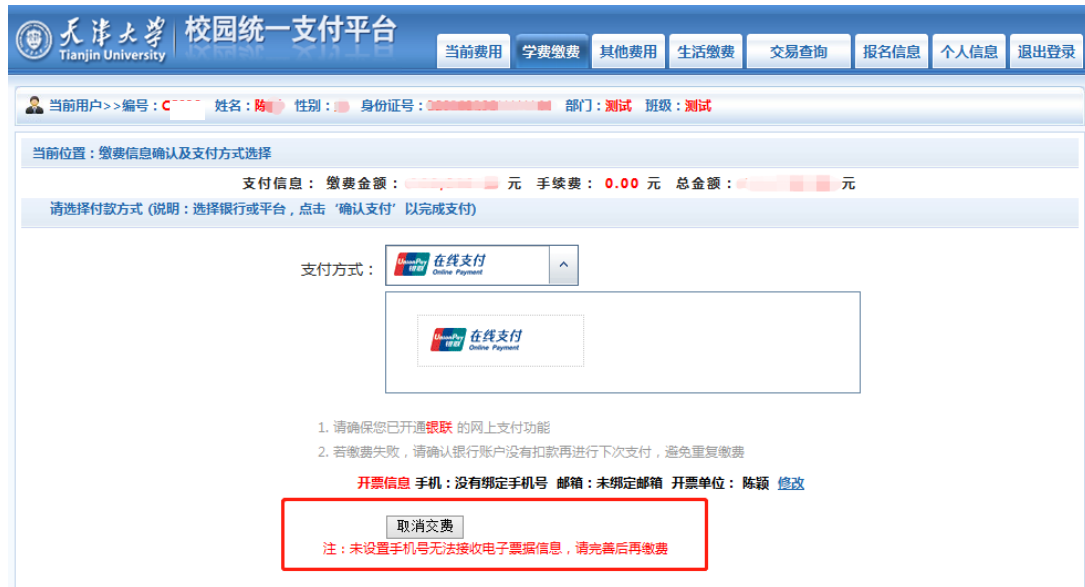 天津大学 校园统一支付平台
Tianjin University
当前费用 学费缴费 其他费用 生活缴费 交易查询 报名信息 个人信息 退出登录
当前用户>>编号：C 姓名：陈 性别： 身份证号： 部门：测试 班级：测试
当前位置：缴费信息确认及支付方式选择
支付信息： 缴费金额： 元 手续费： 0.00 元 总金额： 元
请选择付款方式 (说明：选择银行或平台，点击‘确认支付’以完成支付)
支付方式： UnionPay 银联 在线支付 Online Payment
UnionPay 银联 在线支付 Online Payment
1. 请确保您已开通银联 的网上支付功能
2. 若缴费失败，请确认银行账户没有扣款再进行下次支付，避免重复缴费
开票信息 手机：没有绑定手机号 邮箱：未绑定邮箱 开票单位： 陈颖 修改
取消交费
注：未设置手机号无法接收电子票据信息，请完善后再缴费